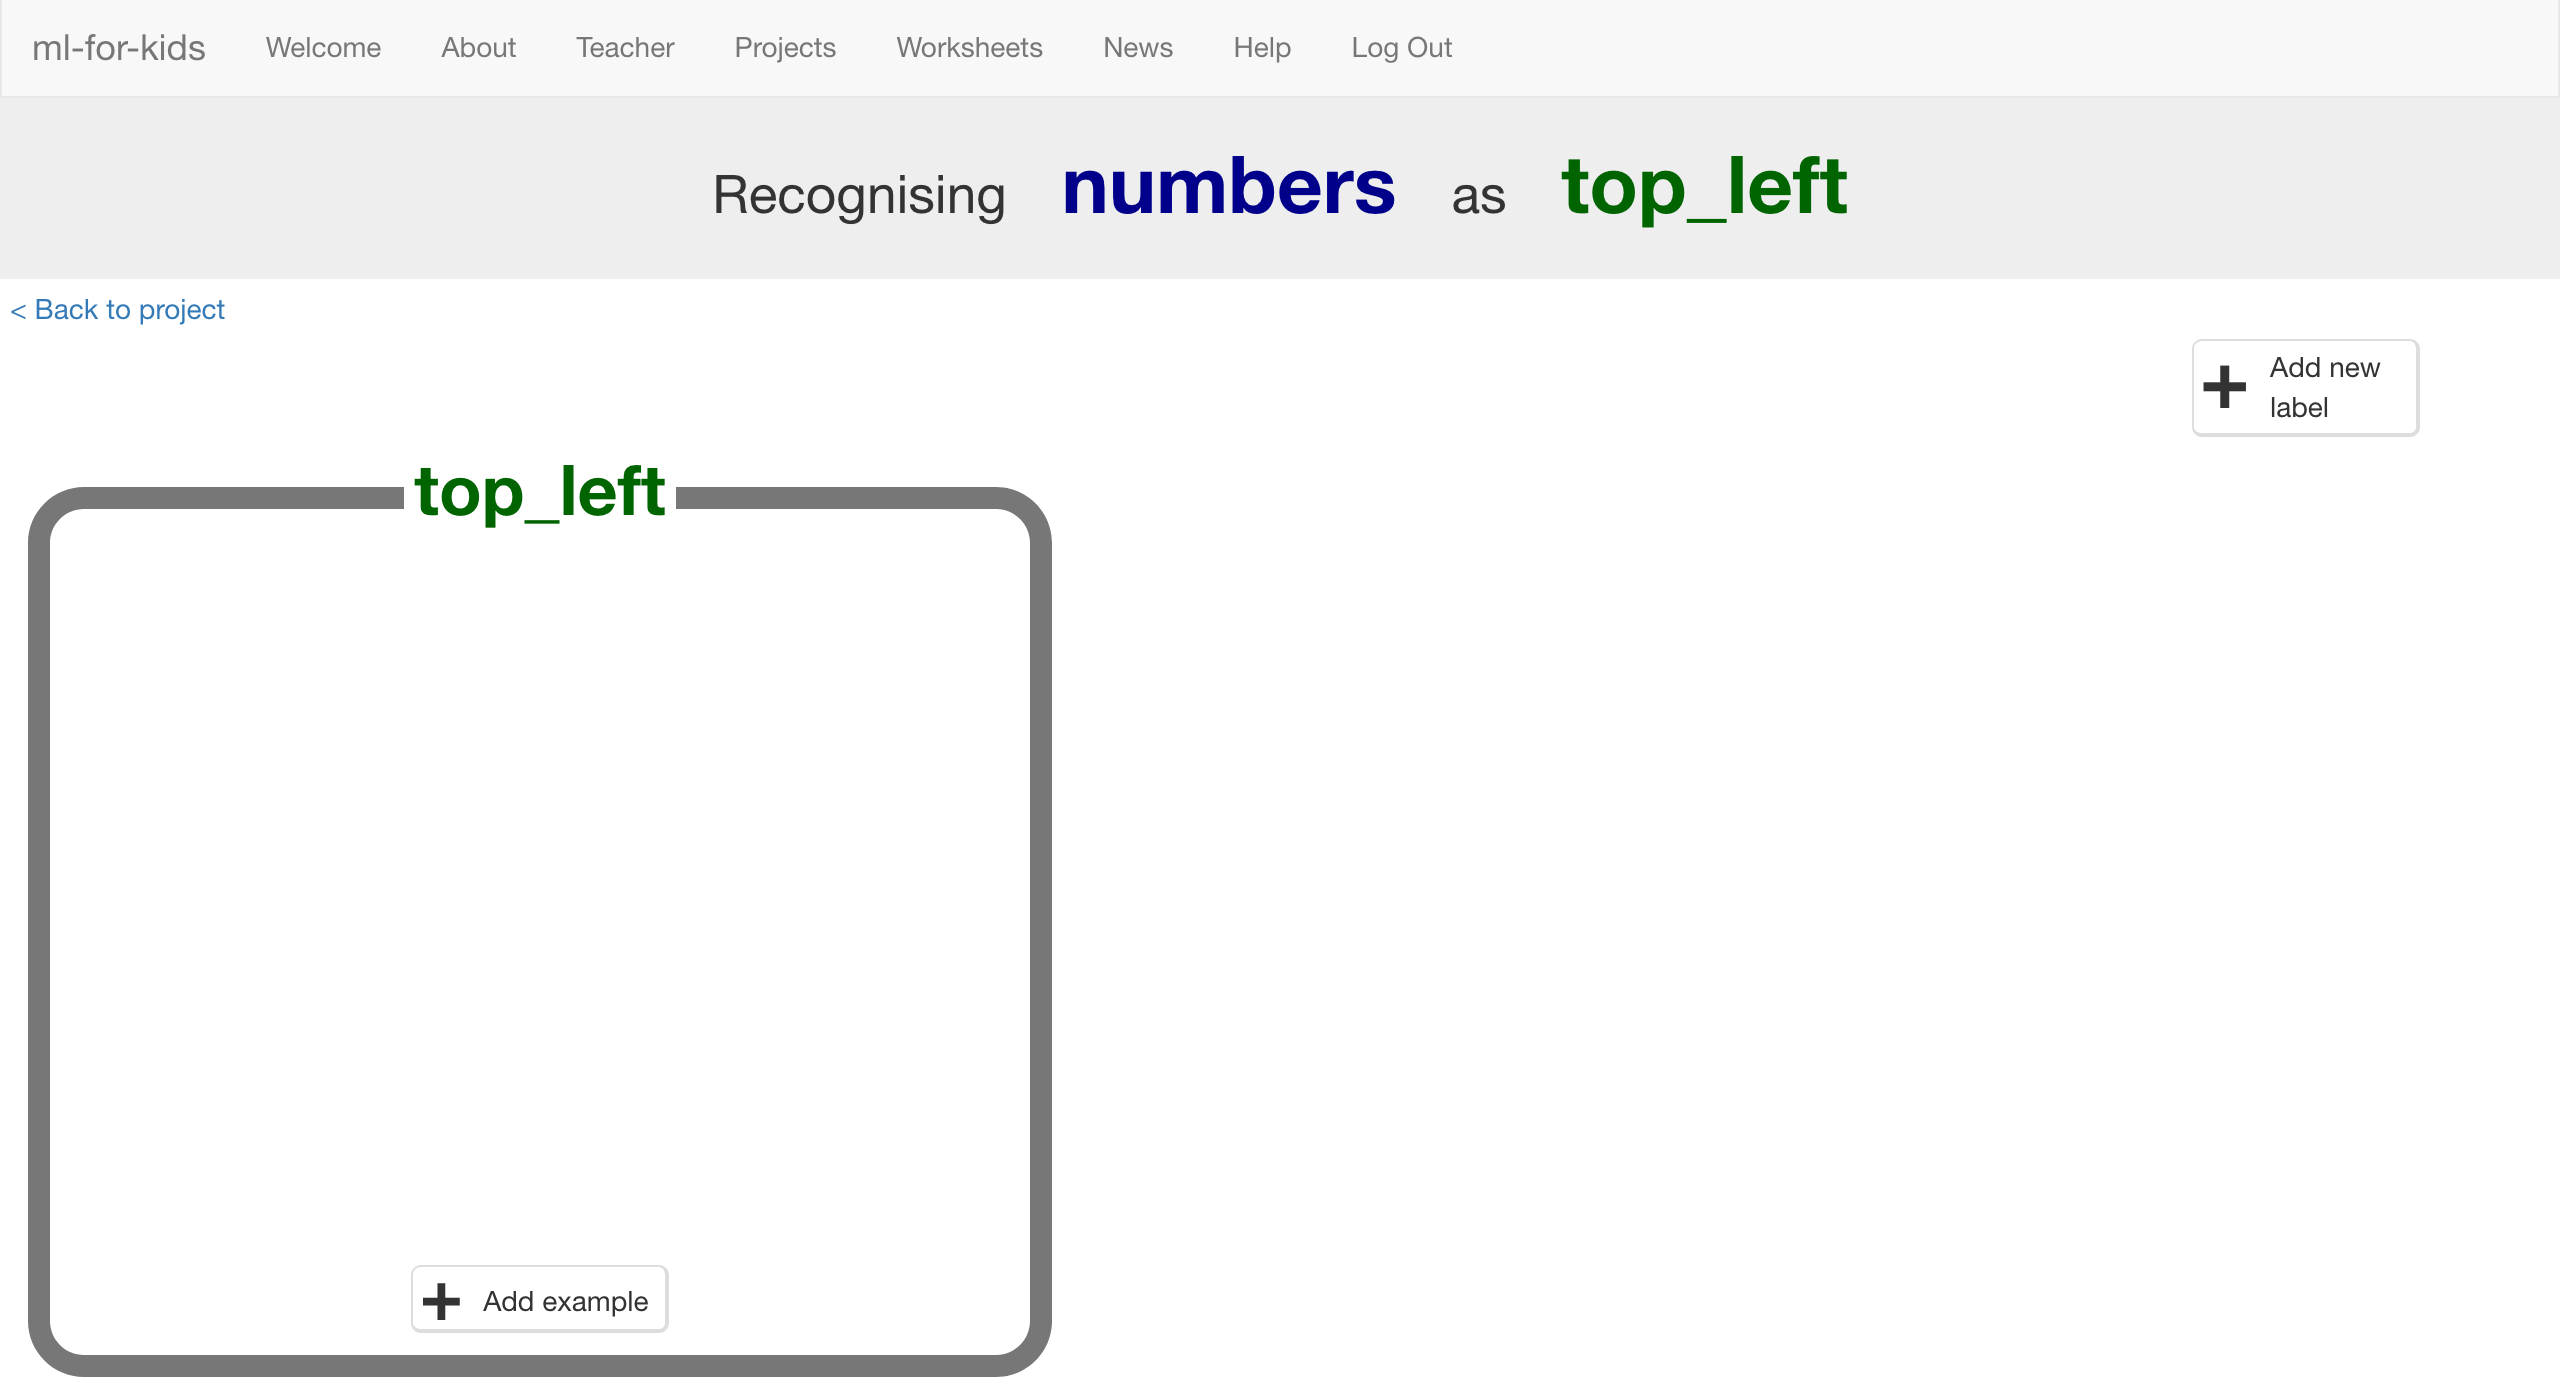 ml-for-kids Welcome About Teacher Projects Worksheets News Help Log Out
Recognising numbers as top_left
< Back to project
Add new
label
top_left
Add example